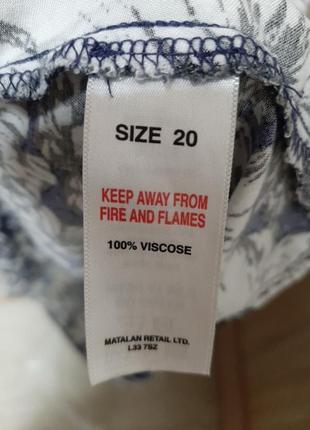 SIZE 20
KEEP AWAY FROM
FIRE AND FLAMES
100% VISCOSE
MATALAN RETAIL LTD.
L33 7SZ